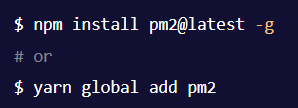 $ npm install pm2@latest -g
# or
$ yarn global add pm2